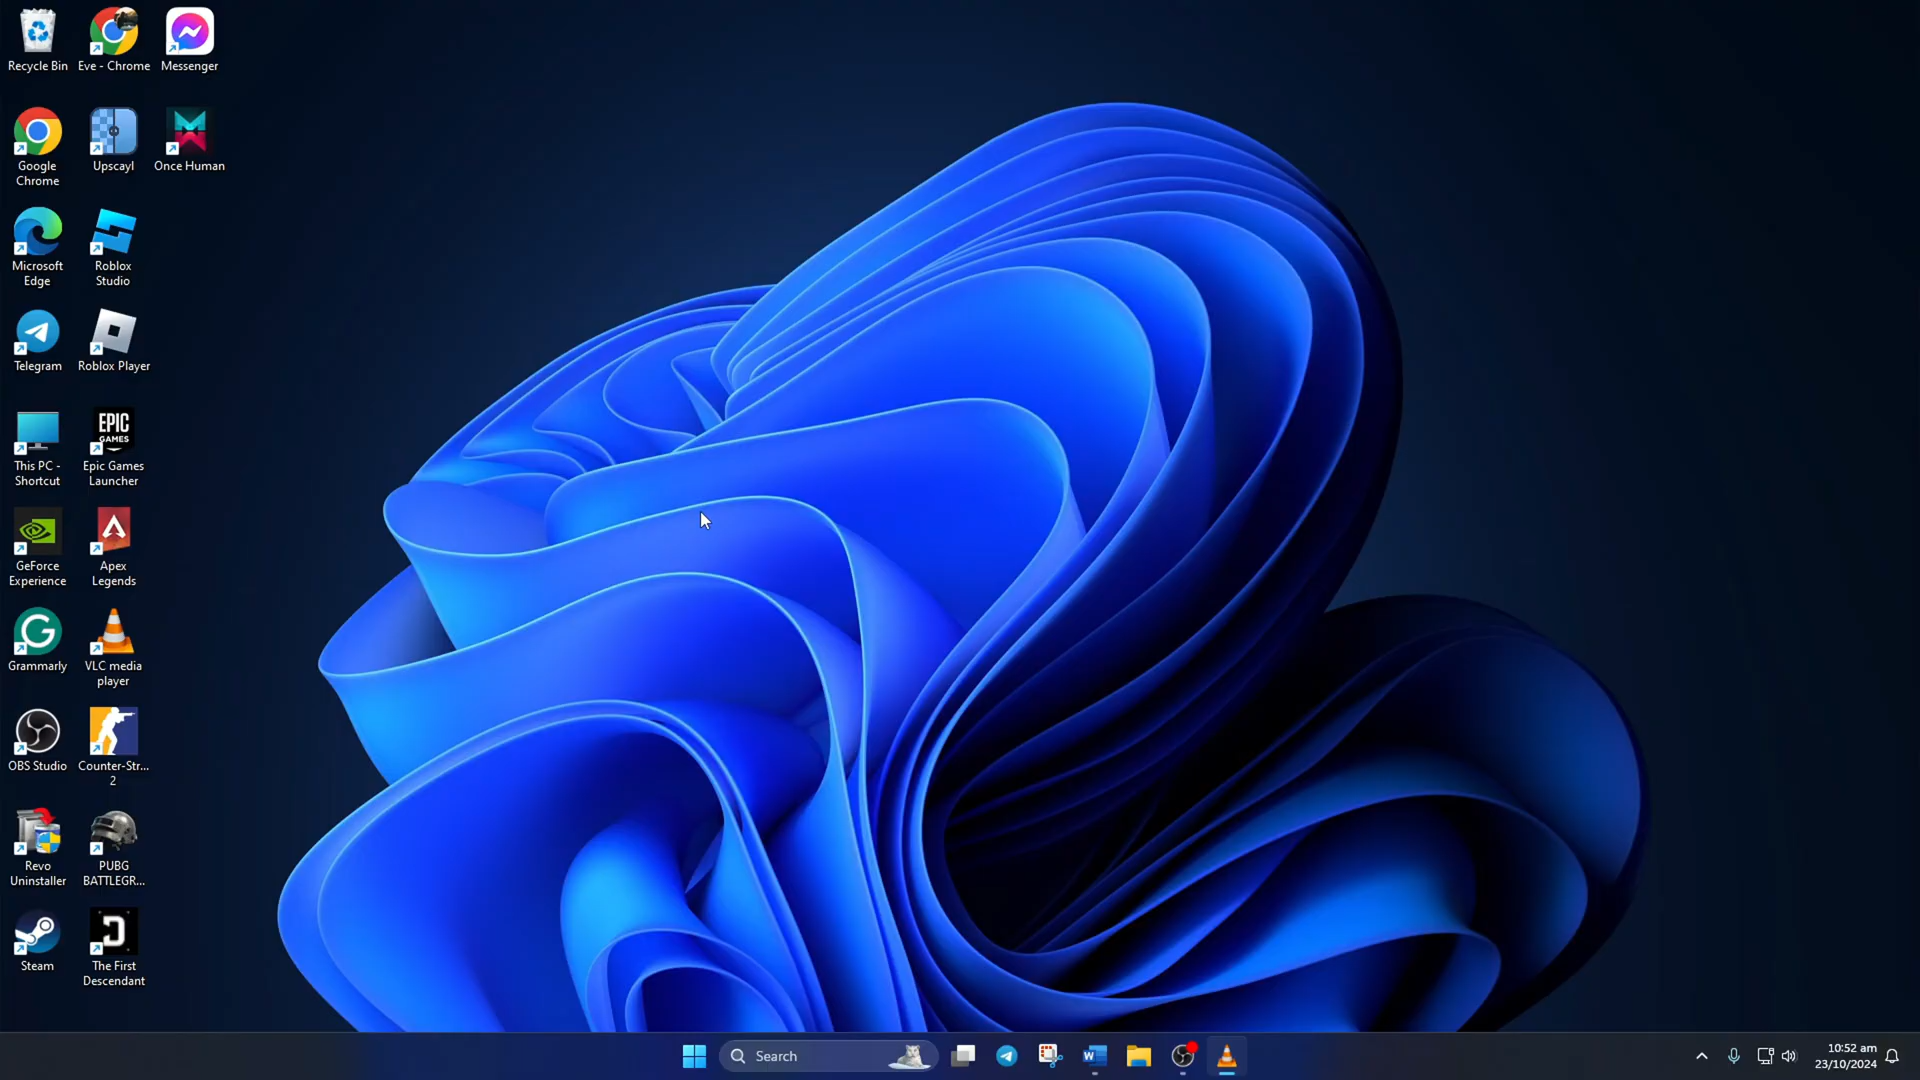 Recycle Bin
Eve - Chrome
Messenger
Google
Chrome
Upscayl
Once Human
Microsoft
Edge
Roblox
Studio
Telegram
Roblox Player
EPIC
GAMES
This PC -
Shortcut
Epic Games
Launcher
GeForce
Experience
Apex
Legends
Grammarly
VLC media
player
OBS Studio
Counter-Str...
2
Revo
Uninstaller
PUBG
BATTLEGR...
Steam
The First
Descendant
Search
10:52 am
23/10/2024